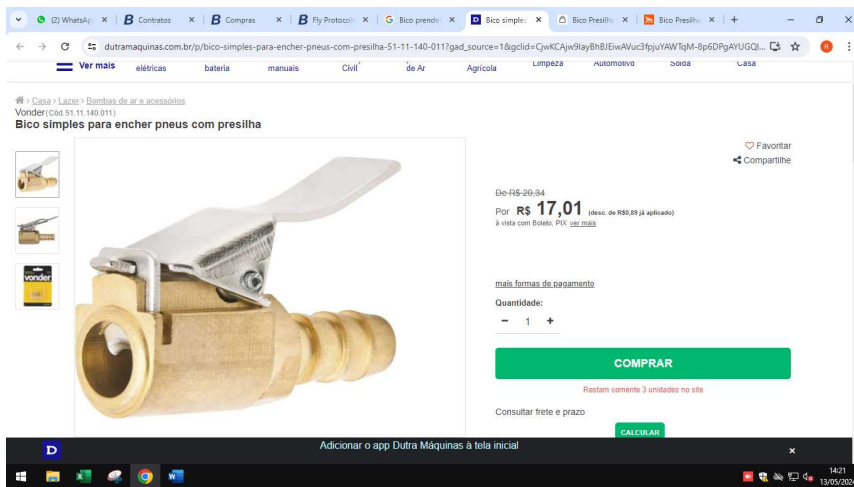 (2) WhatsAp
Contratos
Compras
Fly Protocolo
Bico prende
Bico simples
Bico Presilha
Bico Presilha
dutramaquinas.com.br/p/bico-simples-para-encher-pneus-com-presilha-51-11-140-011?gad_source=1&gclid=
Ver mais
elétricas
bateria
manuais
Civil
de Ar
Agrícola
Limpeza
Automotivo
Solda
Casa
> Casa > Lazer > Bombas de ar e acessórios
Vonder(Cód.51.11.140.011)
Bico simples para encher pneus com presilha
Favoritar
Compartilhe
vonder
De R$ 20,34
Por R$ 17,01 (desc. de R$0,89 já aplicado)
à vista com Boleto, PIX ver mais
mais formas de pagamento
Quantidade:
- 1 +
COMPRAR
Restam somente 3 unidades no site
Consultar frete e prazo
CALCULAR
D
Adicionar o app Dutra Máquinas à tela inicial
x
14:21
13/05/2024